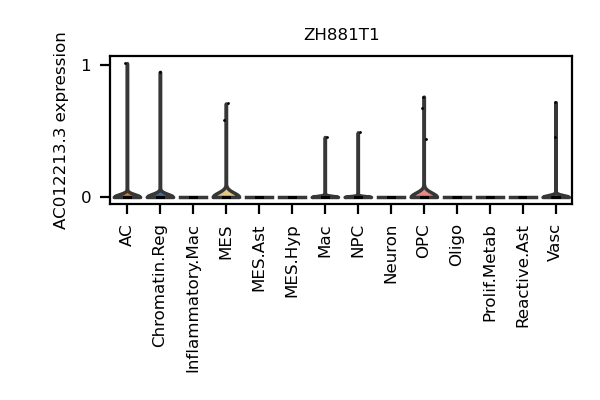 ZH881T1
AC012213.3 expression
1
0
AC
Chromatin.Reg
Inflammatory.Mac
MES
MES.Ast
MES.Hyp
Mac
NPC
Neuron
OPC
Oligo
Prolif.Metab
Reactive.Ast
Vasc